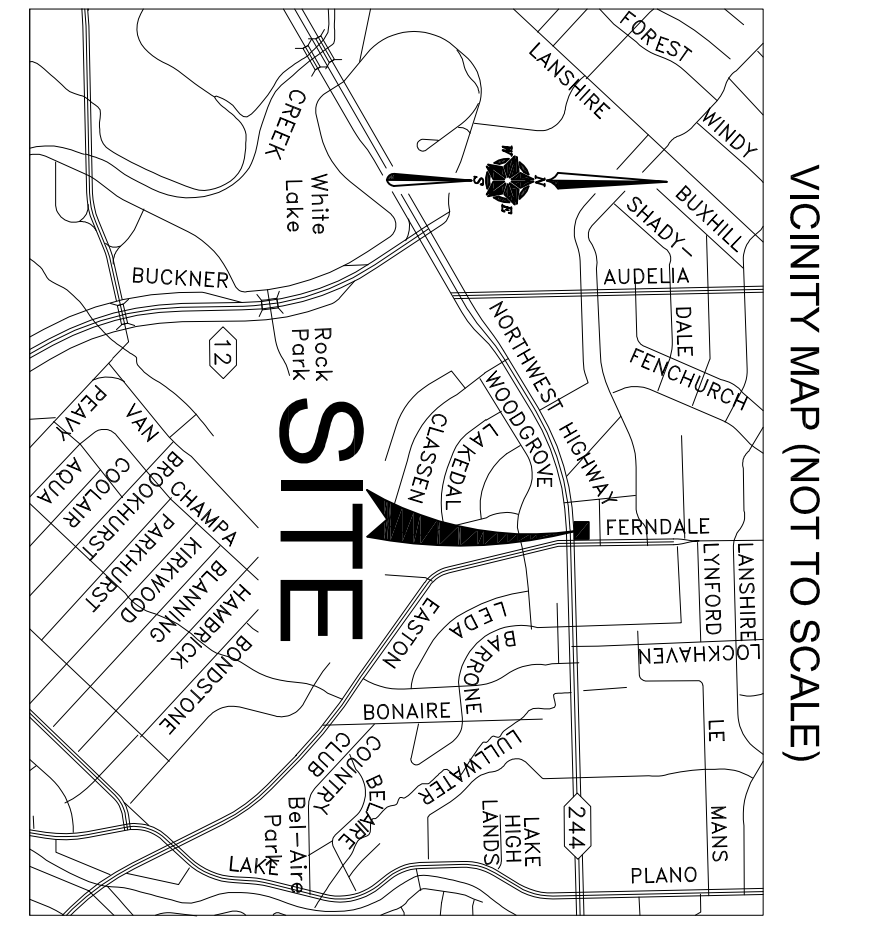 VICINITY MAP (NOT TO SCALE)
FOREST
LANSHIRE
WINDY
BUXHILL
SHADY-
DALE
AUDELIA
FENCHURCH
NORTHWEST
HIGHWAY
WOODGROVE
LAKEDALE
CLASSEN
FERNDALE
LYNFORD
LANSHIRE
LOCKHAVEN
LE
MANS
PLANO
244
LAKE
HIGH
LANDS
LULLWATER
BARRONE
LEDA
EASTON
BONAIRE
COUNTRY
CLUB
BELAIRE
Bel-Aire
Park
LAKE
SITE
CREEK
White
Lake
Rock
Park
BUCKNER
12
N
S
E
W
PEAVY
VAN
AQUA
COOLAIR
BROOKHURST
CHAMPA
PARKHURST
KIRKWOOD
BLANNING
HAMBRICK
BONDSTONE